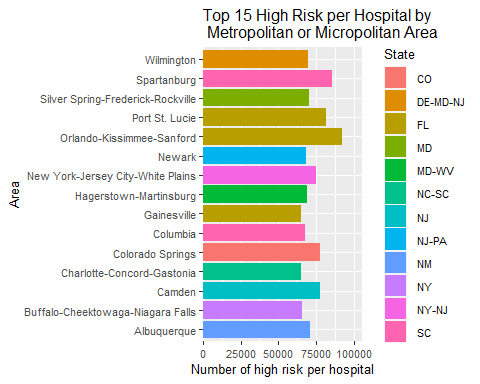 Top 15 High Risk per Hospital by
Metropolitan or Micropolitan Area
Area
Wilmington
Spartanburg
Silver Spring-Frederick-Rockville
Port St. Lucie
Orlando-Kissimmee-Sanford
Newark
New York-Jersey City-White Plains
Hagerstown-Martinsburg
Gainesville
Columbia
Colorado Springs
Charlotte-Concord-Gastonia
Camden
Buffalo-Cheektowaga-Niagara Falls
Albuquerque
0 25000 50000 75000 100000
Number of high risk per hospital
State
CO
DE-MD-NJ
FL
MD
MD-WV
NC-SC
NJ
NJ-PA
NM
NY
NY-NJ
SC